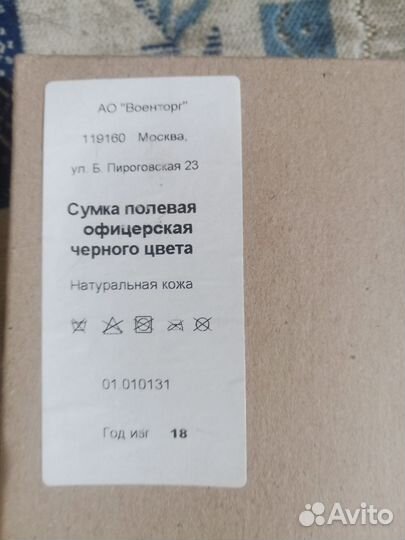 АО "Военторг"
119160 Москва,
ул. Б. Пироговская 23
Сумка полевая
офицерская
черного цвета
Натуральная кожа
01.010131
Год изг 18
Avito